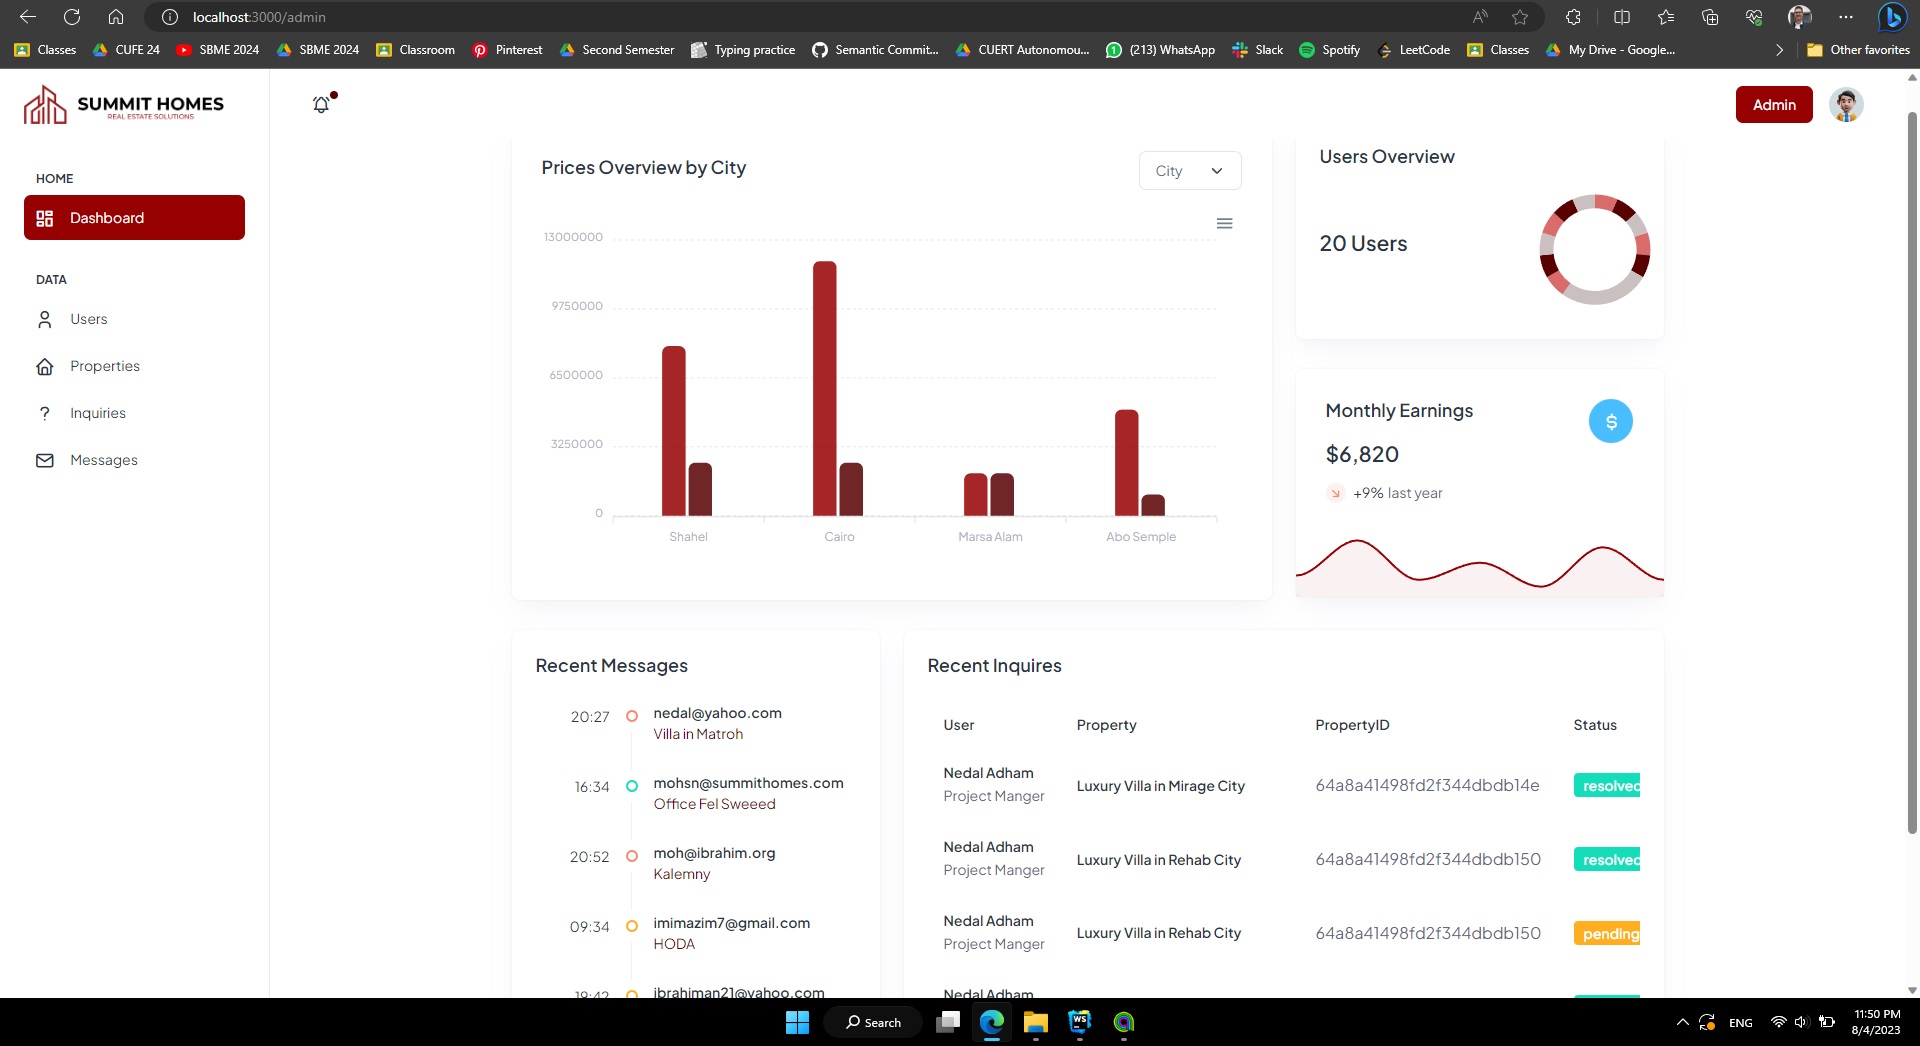 localhost:3000/admin
Classes
CUFE 24
SBME 2024
SBME 2024
Classroom
Pinterest
Second Semester
Typing practice
Semantic Commit...
CUERT Autonomou...
(213) WhatsApp
Slack
Spotify
LeetCode
Classes
My Drive - Google...
Other favorites
SUMMIT HOMES
REAL ESTATE SOLUTIONS
Admin
HOME
Dashboard
DATA
Users
Properties
? Inquiries
Messages
Prices Overview by City
City
13000000
9750000
6500000
3250000
0
Shahel
Cairo
Marsa Alam
Abo Semple
Users Overview
20 Users
Monthly Earnings
$
$6,820
+9% last year
Recent Messages
20:27
nedal@yahoo.com
Villa in Matroh
16:34
mohsn@summithomes.com
Office Fel Sweeed
20:52
moh@ibrahim.org
Kalemny
09:34
imimazim7@gmail.com
HODA
19:42
ibrahiman21@yahoo.com
Recent Inquires
User
Property
PropertyID
Status
Nedal Adham
Project Manger
Luxury Villa in Mirage City
64a8a41498fd2f344dbdb14e
resolved
Nedal Adham
Project Manger
Luxury Villa in Rehab City
64a8a41498fd2f344dbdb150
resolved
Nedal Adham
Project Manger
Luxury Villa in Rehab City
64a8a41498fd2f344dbdb150
pending
Nedal Adham
Search
WS
ENG
11:50 PM
8/4/2023